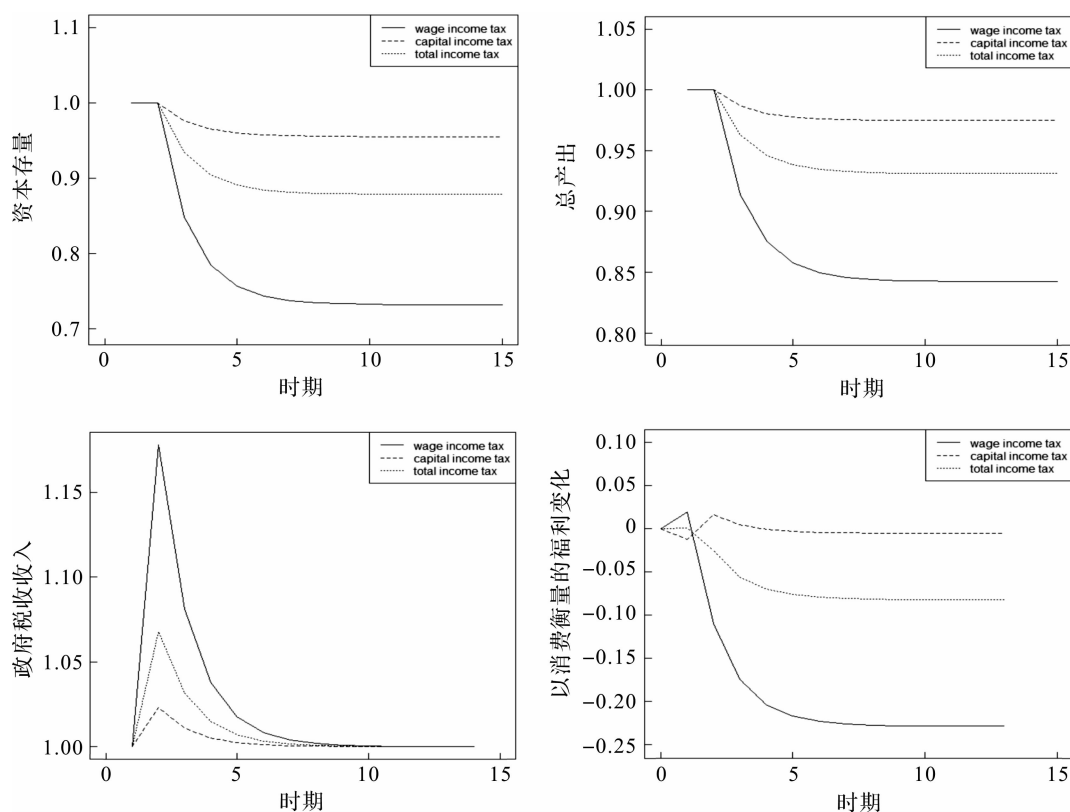 1.1
1.0
0.9
0.8
0.7
资本存量
wage income tax
capital income tax
total income tax
0 5 10 15
时期
1.05
1.00
0.95
0.90
0.85
0.80
总产出
wage income tax
capital income tax
total income tax
0 5 10 15
时期
1.15
1.10
1.05
1.00
政府税收收入
wage income tax
capital income tax
total income tax
0 5 10 15
时期
0.10
0.05
0
−0.05
−0.10
−0.15
−0.20
−0.25
以消费衡量的福利变化
wage income tax
capital income tax
total income tax
0 5 10 15
时期